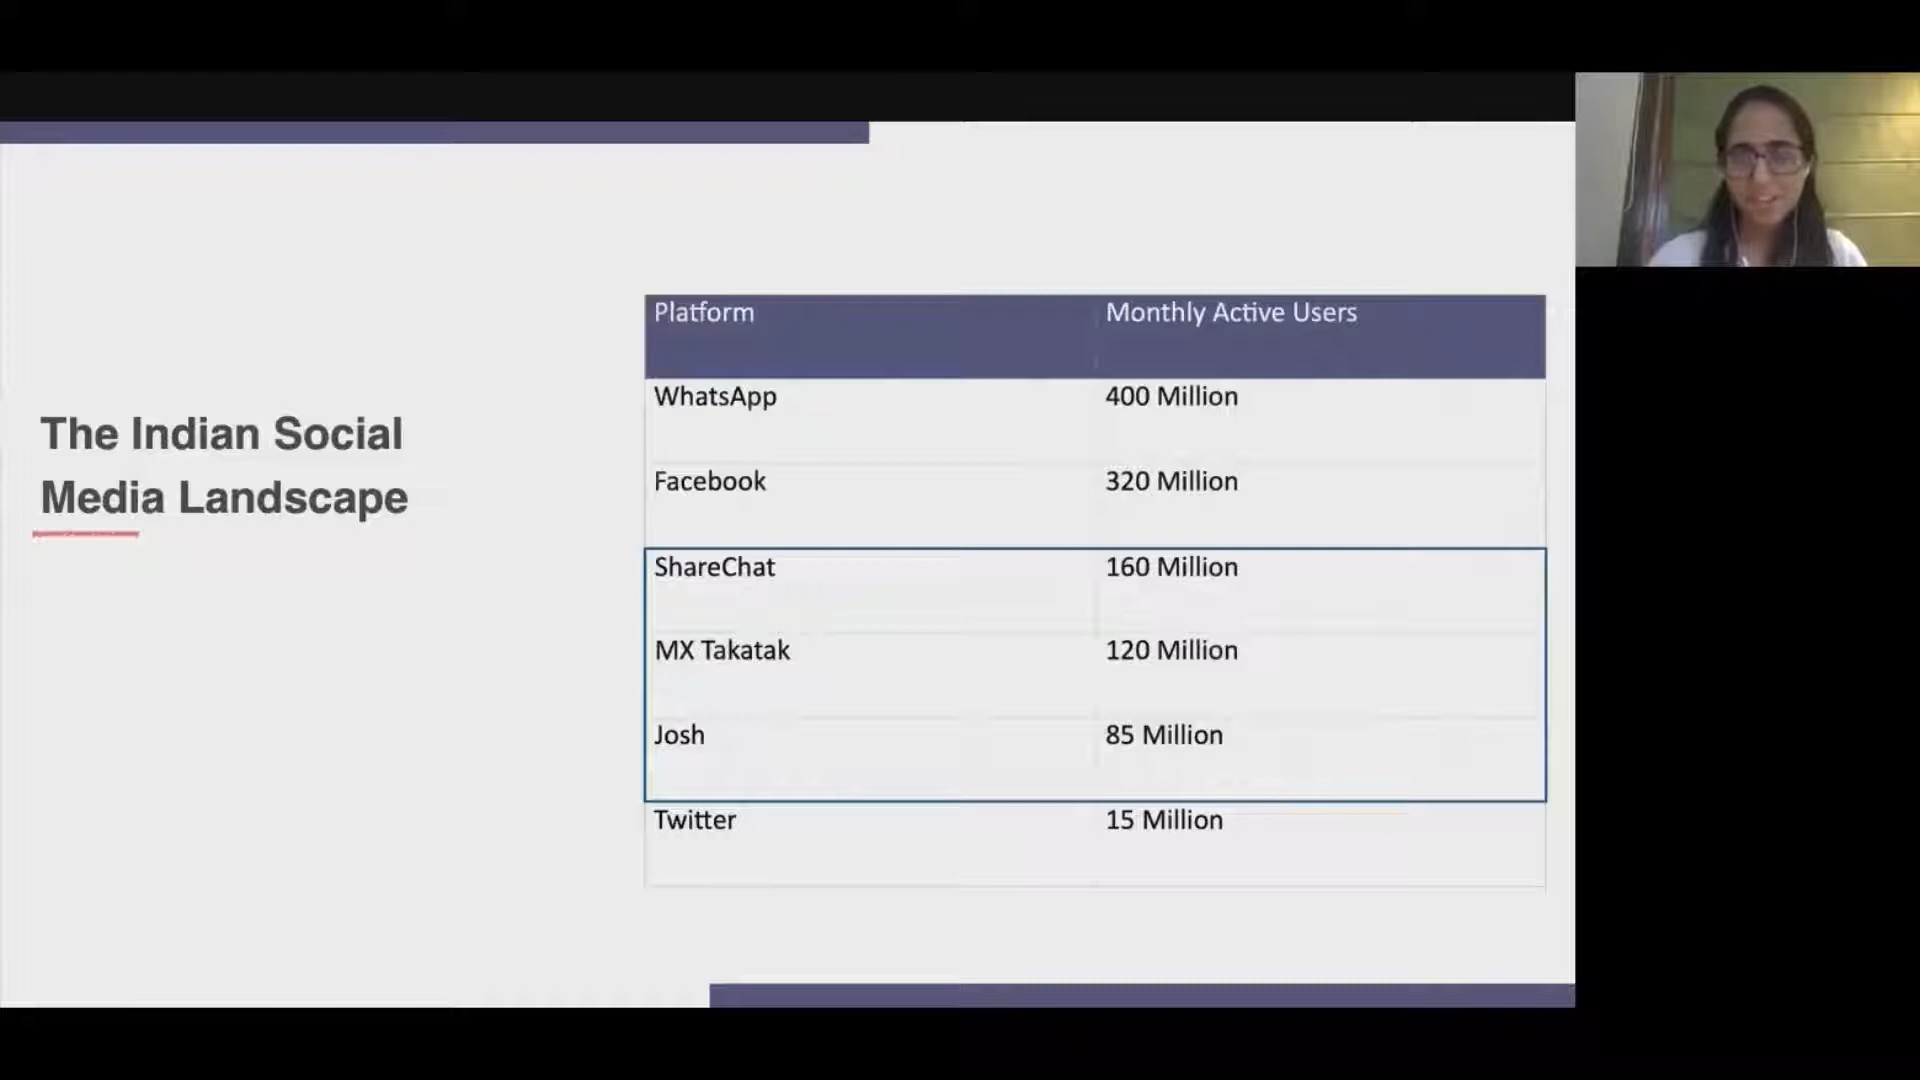 The Indian Social
Media Landscape
Platform Monthly Active Users
WhatsApp 400 Million
Facebook 320 Million
ShareChat 160 Million
MX Takatak 120 Million
Josh 85 Million
Twitter 15 Million